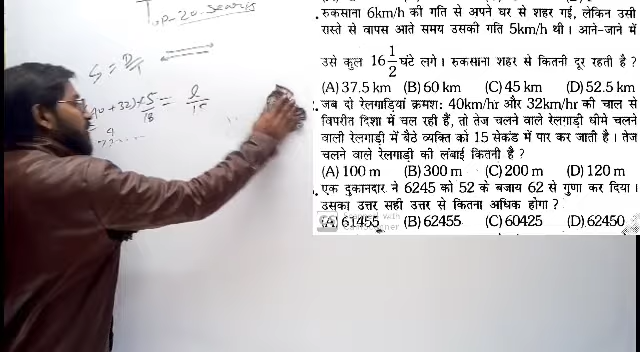 Top 20 Search
S = D/T
40 + 32) × 5/18 = l/15
रुकसाना 6km/h की गति से अपने घर से शहर गई, लेकिन उसी
रास्ते से वापस आते समय उसकी गति 5km/h थी। आने-जाने में
उसे कुल 16 1/2 घंटे लगे। रुकसाना शहर से कितनी दूर रहती है ?
(A) 37.5 km (B) 60 km (C) 45 km (D) 52.5 km
जब दो रेलगाड़ियां क्रमश: 40km/hr और 32km/hr की चाल से
विपरीत दिशा में चल रही हैं, तो तेज चलने वाले रेलगाड़ी धीमे चलने
वाली रेलगाड़ी में बैठे व्यक्ति को 15 सेकंड में पार कर जाती है। तेज
चलने वाले रेलगाड़ी की लंबाई कितनी है ?
(A) 100 m (B) 300 m (C) 200 m (D) 120 m
एक दुकानदार ने 6245 को 52 के बजाय 62 से गुणा कर दिया।
उसका उत्तर सही उत्तर से कितना अधिक होगा ?
(A) 61455 (B) 62455 (C) 60425 (D) 62450